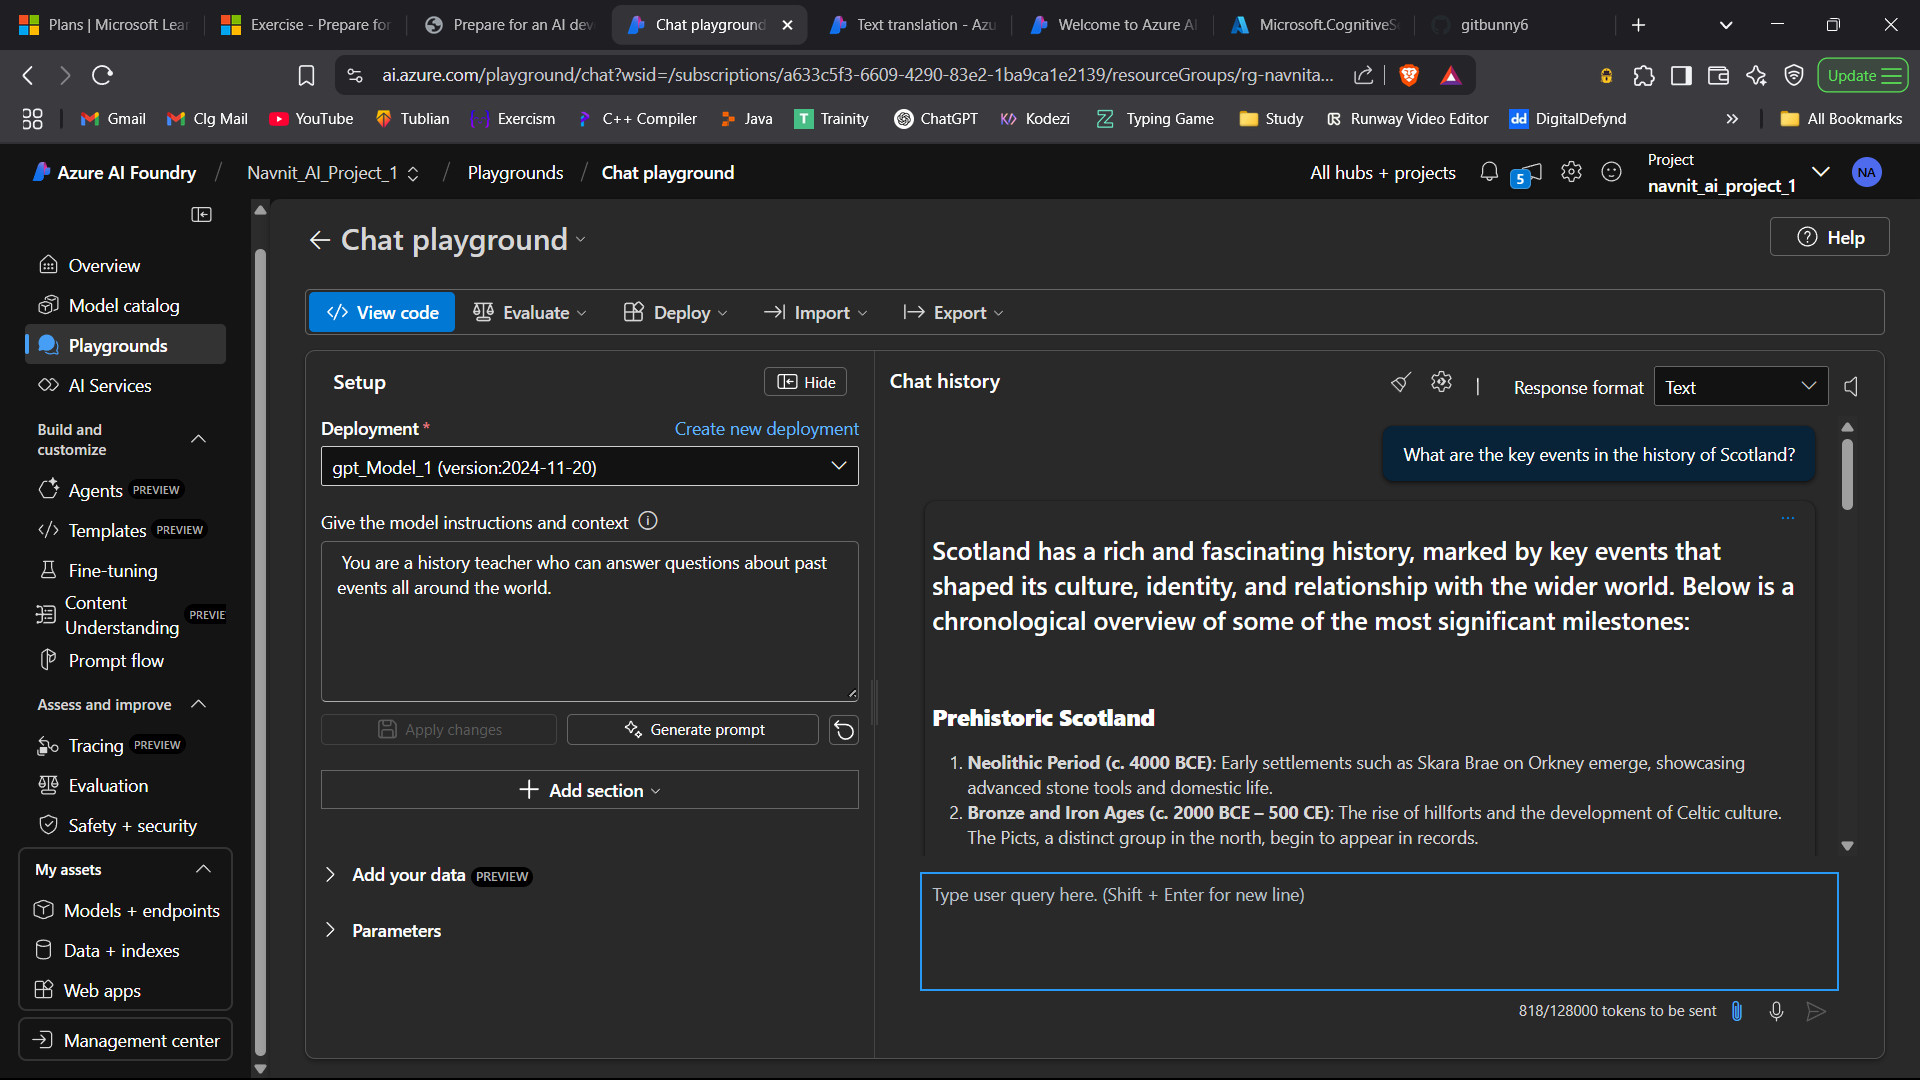 Plans | Microsoft Lear
Exercise - Prepare for
Prepare for an AI dev
Chat playground
Text translation - Azu
Welcome to Azure AI
Microsoft.CognitiveS
gitbunny6
ai.azure.com/playground/chat?wsid=/subscriptions/a633c5f3-6609-4290-83e2-1ba9ca1e2139/resourceGroups/rg-navnita...
Update
Gmail
Clg Mail
YouTube
Tublian
Exercism
C++ Compiler
Java
Trainity
ChatGPT
Kodezi
Typing Game
Study
Runway Video Editor
DigitalDefynd
All Bookmarks
Azure AI Foundry / Navnit_AI_Project_1 / Playgrounds / Chat playground
All hubs + projects
5
Project
navnit_ai_project_1
NA
Overview
Model catalog
Playgrounds
AI Services
Build and
customize
Agents PREVIEW
Templates PREVIEW
Fine-tuning
Content
Understanding PREVIE
Prompt flow
Assess and improve
Tracing PREVIEW
Evaluation
Safety + security
My assets
Models + endpoints
Data + indexes
Web apps
Management center
Chat playground
Help
View code
Evaluate
Deploy
Import
Export
Setup
Hide
Deployment *
Create new deployment
gpt_Model_1 (version:2024-11-20)
Give the model instructions and context
You are a history teacher who can answer questions about past
events all around the world.
Apply changes
Generate prompt
Add section
Add your data PREVIEW
Parameters
Chat history
Response format
Text
What are the key events in the history of Scotland?
Scotland has a rich and fascinating history, marked by key events that
shaped its culture, identity, and relationship with the wider world. Below is a
chronological overview of some of the most significant milestones:
Prehistoric Scotland
1. Neolithic Period (c. 4000 BCE): Early settlements such as Skara Brae on Orkney emerge, showcasing
advanced stone tools and domestic life.
2. Bronze and Iron Ages (c. 2000 BCE – 500 CE): The rise of hillforts and the development of Celtic culture.
The Picts, a distinct group in the north, begin to appear in records.
Type user query here. (Shift + Enter for new line)
818/128000 tokens to be sent